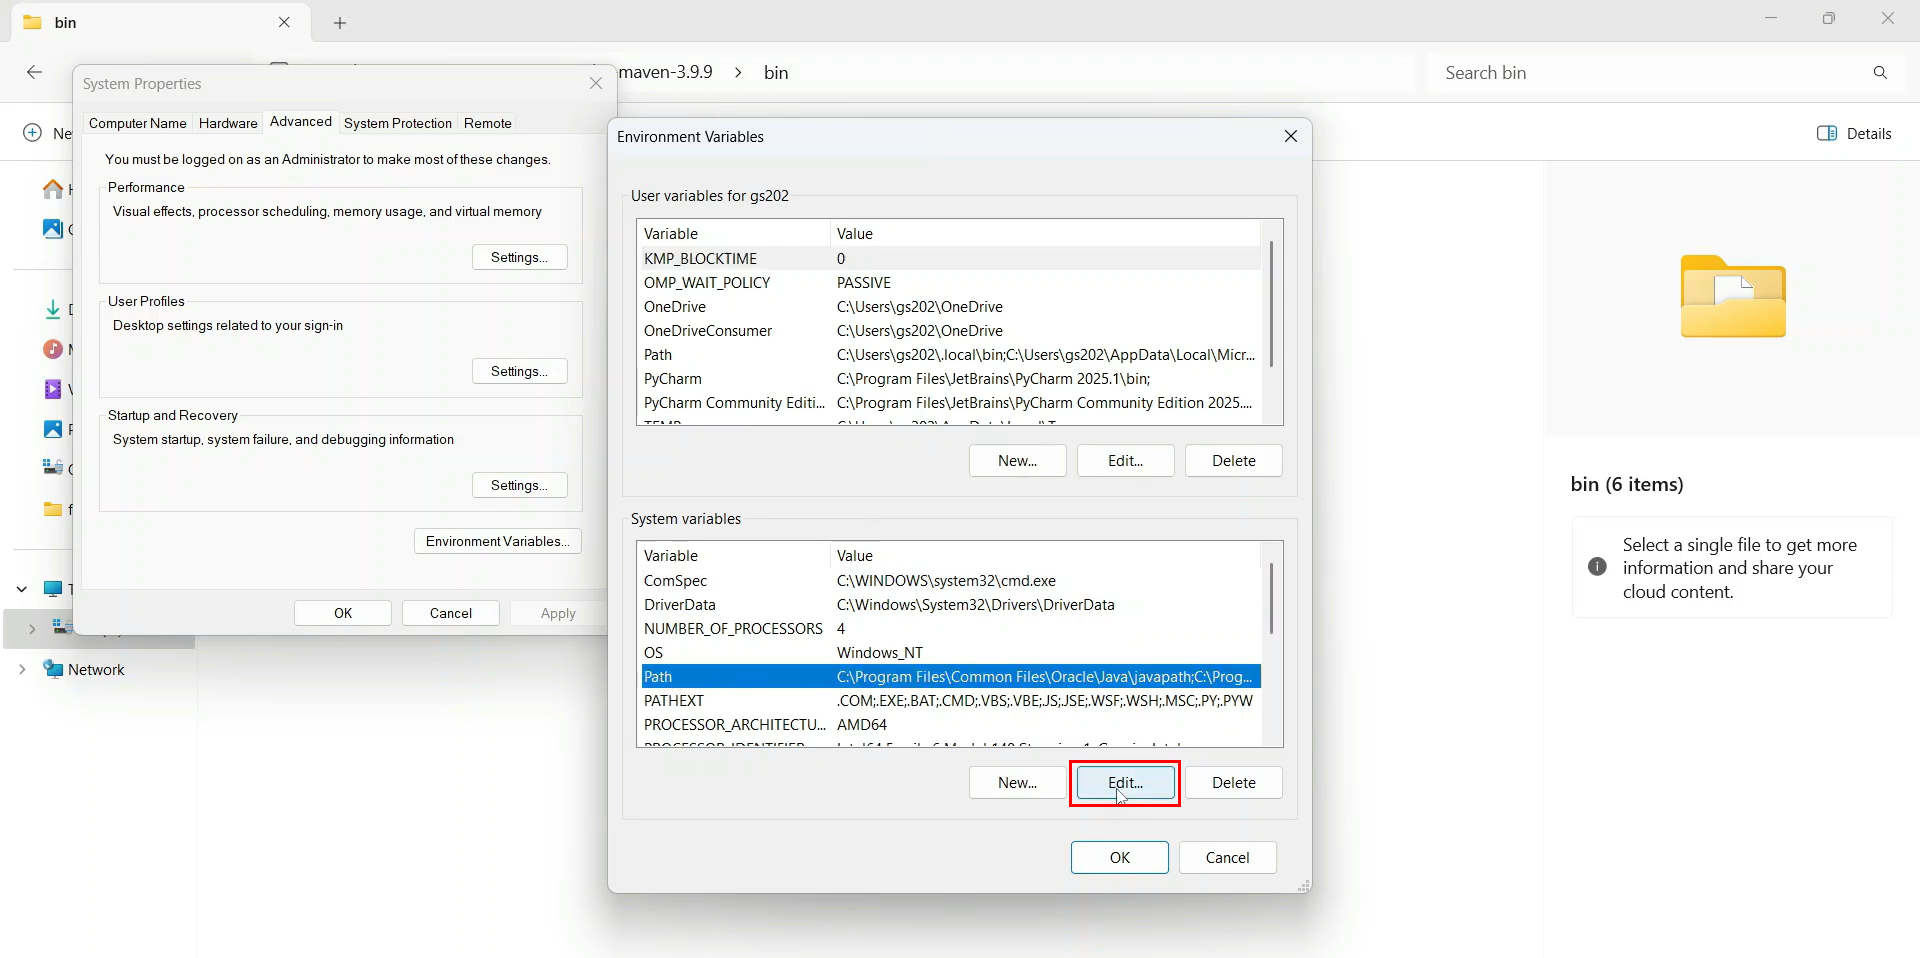 bin
maven-3.9.9 > bin
Search bin
Details
System Properties
Computer Name Hardware Advanced System Protection Remote
You must be logged on as an Administrator to make most of these changes.
Performance
Visual effects, processor scheduling, memory usage, and virtual memory
Settings...
User Profiles
Desktop settings related to your sign-in
Settings...
Startup and Recovery
System startup, system failure, and debugging information
Settings...
Environment Variables...
OK Cancel Apply
Network
Environment Variables
User variables for gs202
Variable Value
KMP_BLOCKTIME 0
OMP_WAIT_POLICY PASSIVE
OneDrive C:\Users\gs202\OneDrive
OneDriveConsumer C:\Users\gs202\OneDrive
Path C:\Users\gs202\.local\bin;C:\Users\gs202\AppData\Local\Micr...
PyCharm C:\Program Files\JetBrains\PyCharm 2025.1\bin;
PyCharm Community Editi... C:\Program Files\JetBrains\PyCharm Community Edition 2025....
New... Edit... Delete
System variables
Variable Value
ComSpec C:\WINDOWS\system32\cmd.exe
DriverData C:\Windows\System32\Drivers\DriverData
NUMBER_OF_PROCESSORS 4
OS Windows_NT
Path C:\Program Files\Common Files\Oracle\Java\javapath;C:\Prog...
PATHEXT .COM;.EXE;.BAT;.CMD;.VBS;.VBE;.JS;.JSE;.WSF;.WSH;.MSC;.PY;.PYW
PROCESSOR_ARCHITECTU... AMD64
New... Edit... Delete
OK Cancel
bin (6 items)
Select a single file to get more
information and share your
cloud content.